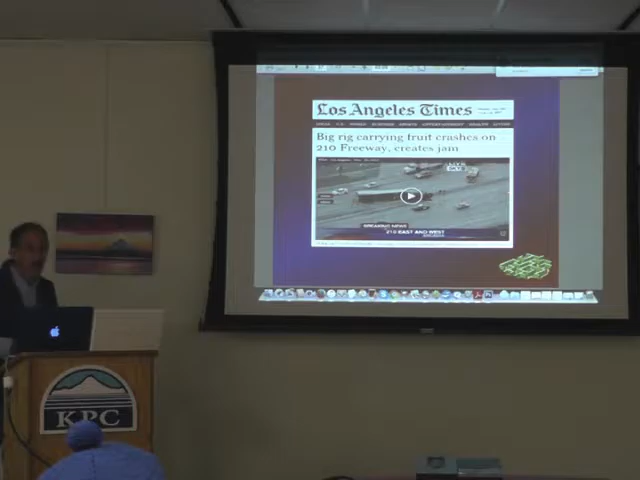 Los Angeles Times
Big rig carrying fruit crashes on
210 Freeway, creates jam
BREAKING NEWS
210 EAST AND WEST
KPC